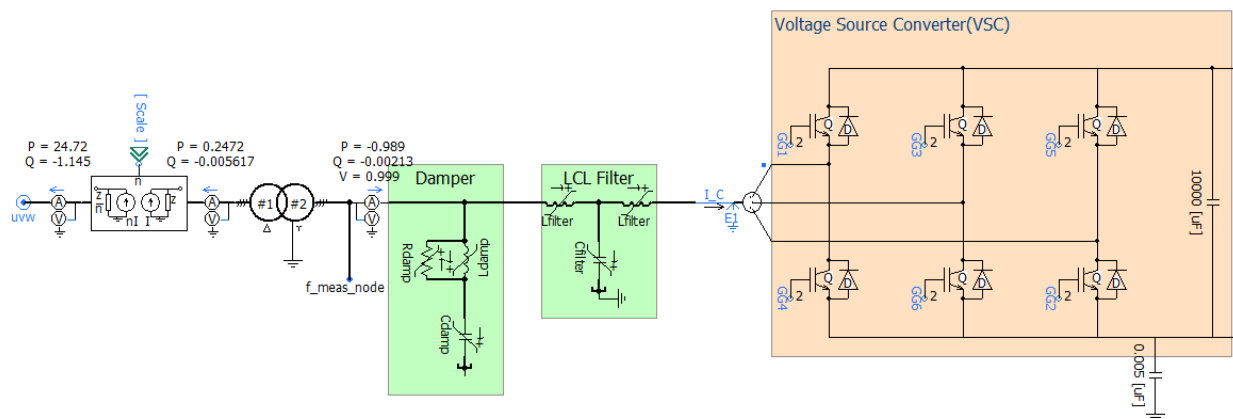 Voltage Source Converter(VSC)
[ Scale ]
P = 24.72
Q = -1.145
P = 0.2472
Q = -0.005617
P = -0.989
Q = -0.00213
V = 0.999
n
A
V
uvw
Z
n
nI
I
Z
A
V
#1
#2
A
V
f_meas_node
Damper
Rdamp
Ldamp
Cdamp
LCL Filter
Lfilter
Lfilter
Cfilter
I_C
E1
GG1
2
Q
D
GG3
2
Q
D
GG5
2
Q
D
GG4
2
Q
D
GG6
2
Q
D
GG2
2
Q
D
10000 [uF]
0.005 [uF]